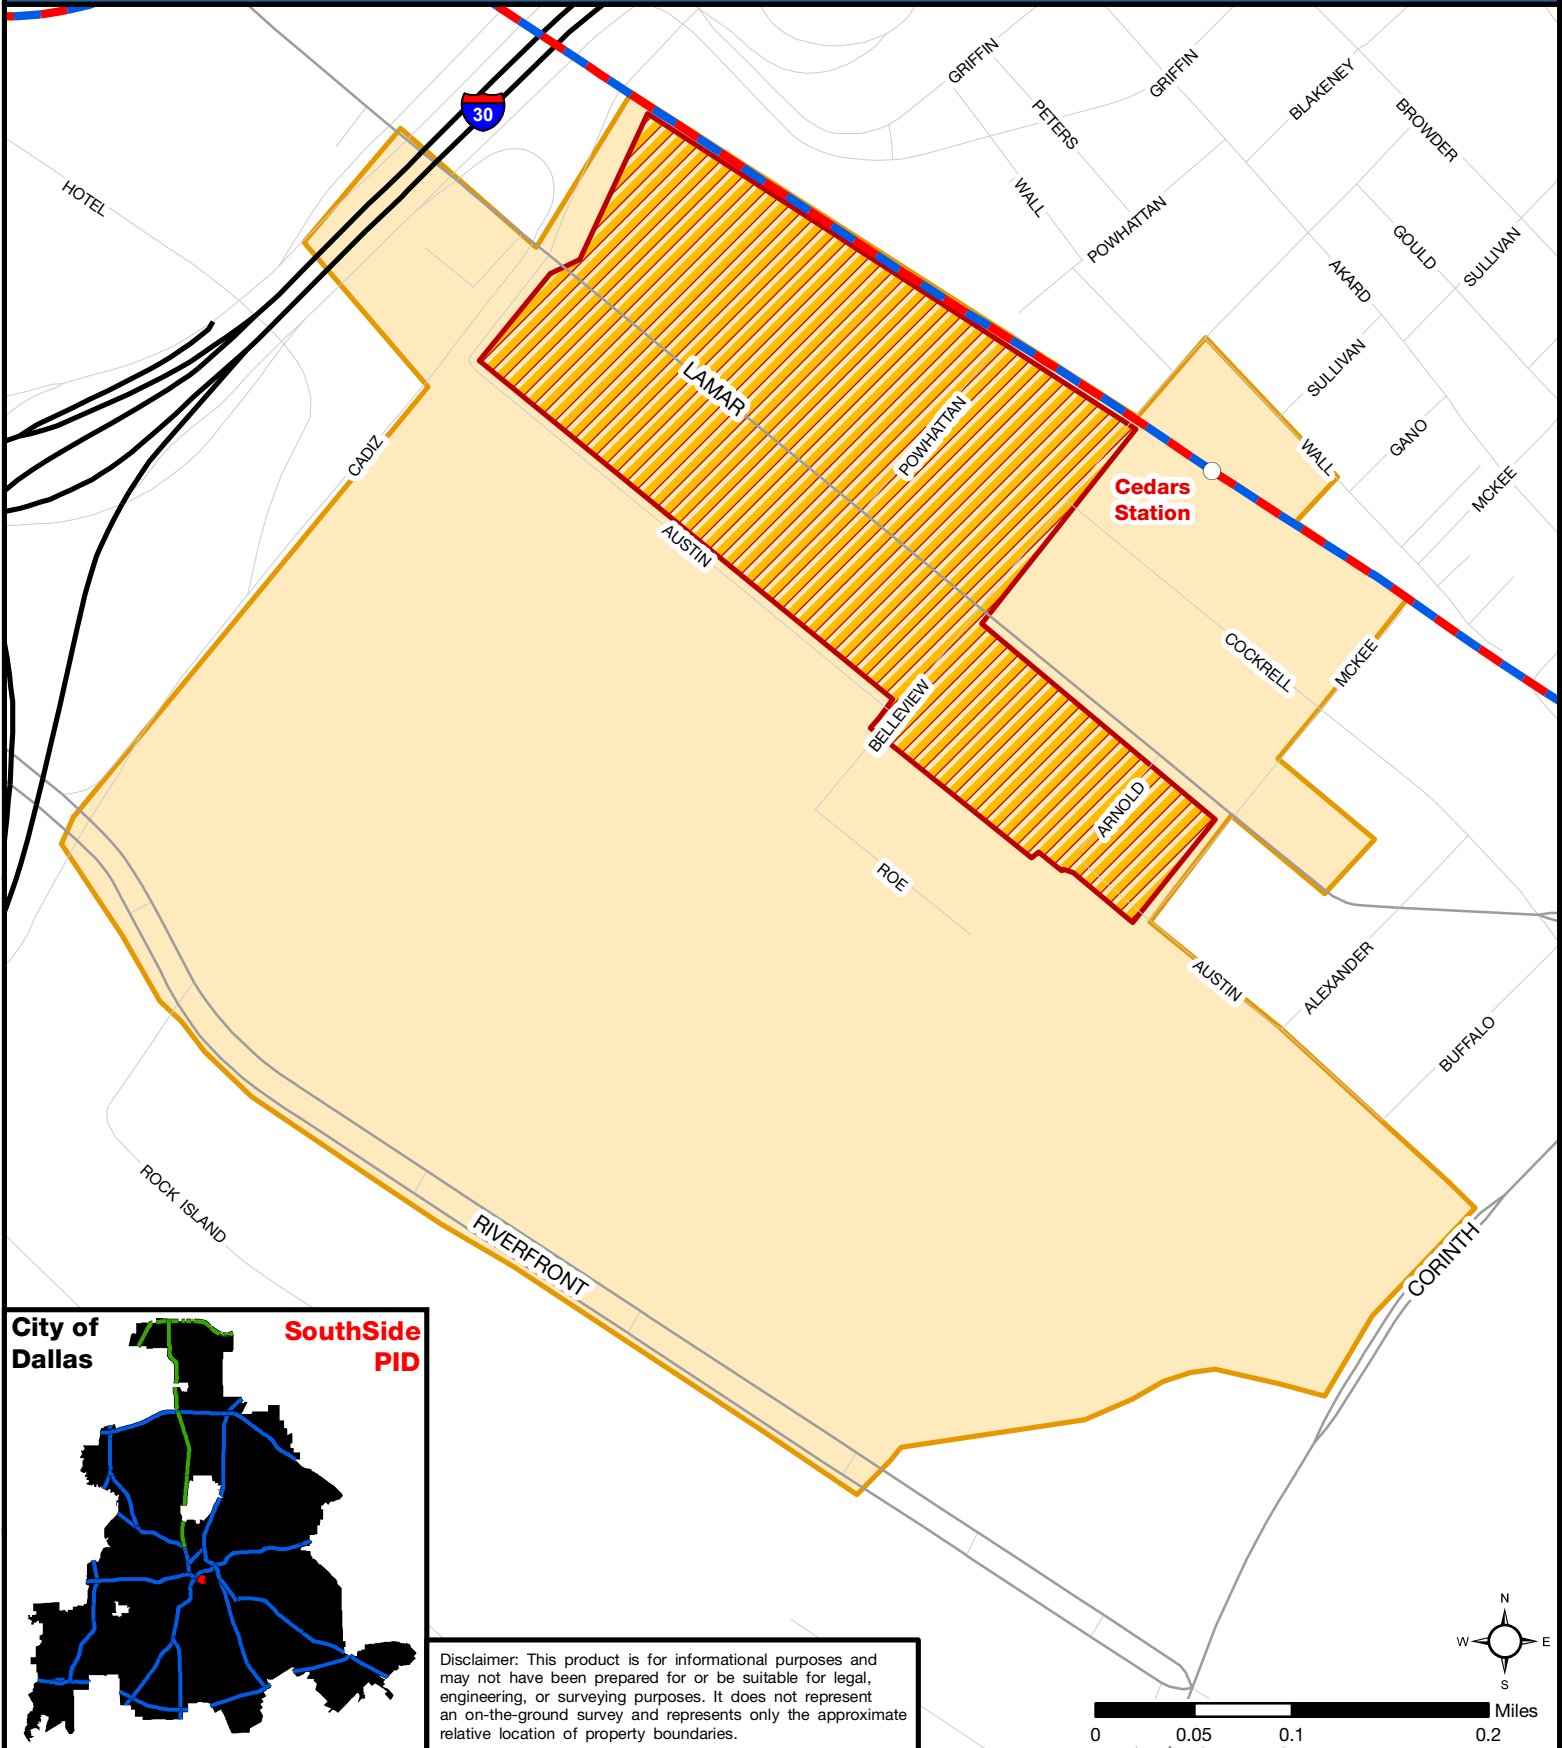 GRIFFIN
GRIFFIN
BLAKENEY
PETERS
BROWDER
30
HOTEL
WALL
POWHATTAN
GOULD
SULLIVAN
AKARD
SULLIVAN
LAMAR
POWHATTAN
GANO
WALL
CADIZ
MCKEE
Cedars
Station
AUSTIN
COCKRELL
MCKEE
BELLEVIEW
ARNOLD
ROE
AUSTIN
ALEXANDER
BUFFALO
ROCK ISLAND
RIVERFRONT
CORINTH
City of
Dallas
SouthSide
PID
Disclaimer: This product is for informational purposes and
may not have been prepared for or be suitable for legal,
engineering, or surveying purposes. It does not represent
an on-the-ground survey and represents only the approximate
relative location of property boundaries.
N
W
E
S
Miles
0
0.05
0.1
0.2